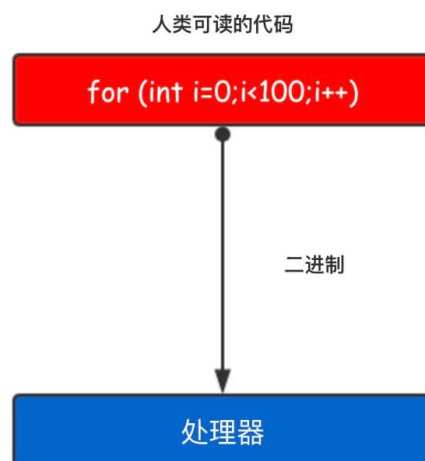 人类可读的代码
for (int i=0;i<100;i++)
二进制
处理器